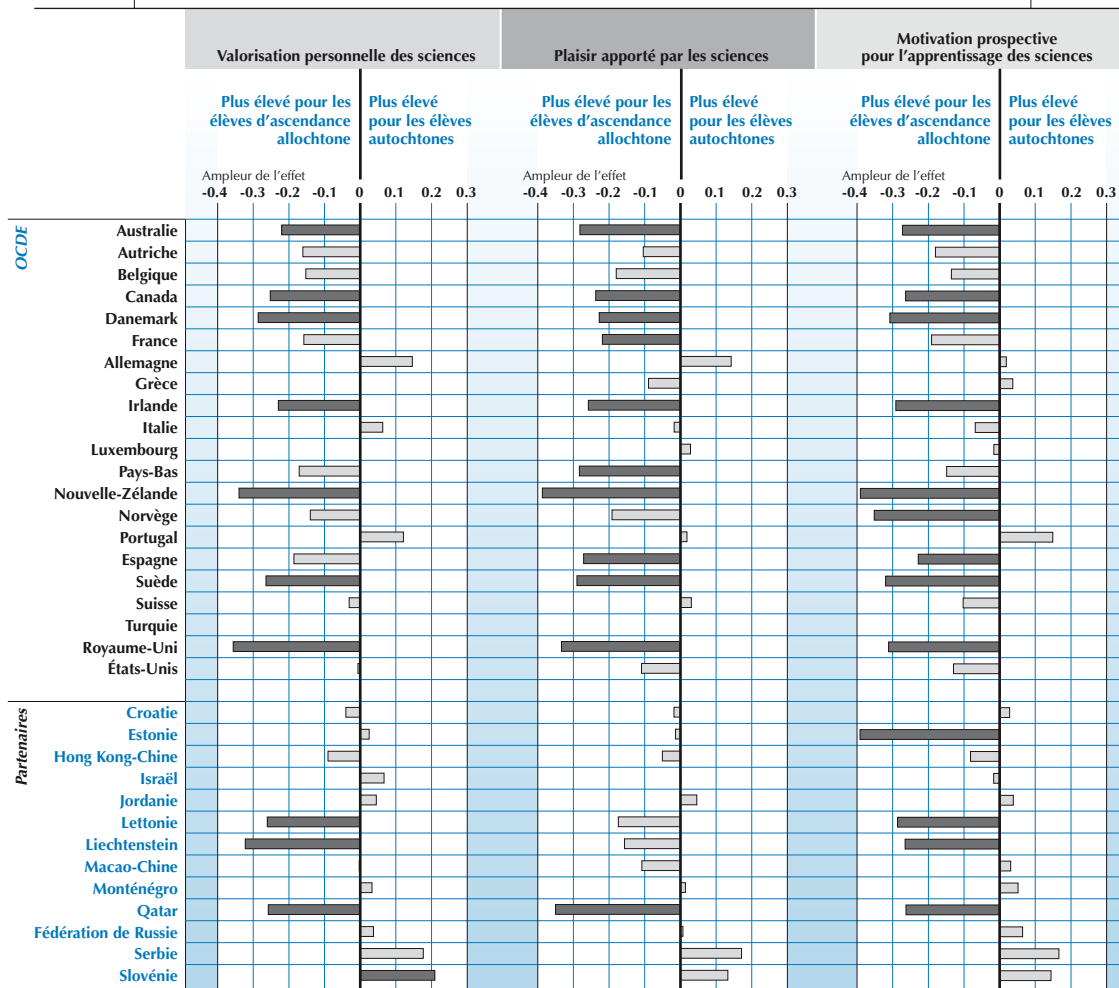 Valorisation personnelle des sciences
Plaisir apporté par les sciences
Motivation prospective
pour l'apprentissage des sciences
Plus élevé pour les
élèves d'ascendance
allochtone
Plus élevé
pour les élèves
autochtones
Plus élevé pour les
élèves d'ascendance
allochtone
Plus élevé
pour les élèves
autochtones
Plus élevé pour les
élèves d'ascendance
allochtone
Plus élevé
pour les élèves
autochtones
Ampleur de l'effet
Ampleur de l'effet
Ampleur de l'effet
-0.4 -0.3 -0.2 -0.1 0 0.1 0.2 0.3
-0.4 -0.3 -0.2 -0.1 0 0.1 0.2 0.3
-0.4 -0.3 -0.2 -0.1 0 0.1 0.2 0.3
OCDE
Australie
Autriche
Belgique
Canada
Danemark
France
Allemagne
Grèce
Irlande
Italie
Luxembourg
Pays-Bas
Nouvelle-Zélande
Norvège
Portugal
Espagne
Suède
Suisse
Turquie
Royaume-Uni
États-Unis
Partenaires
Croatie
Estonie
Hong Kong-Chine
Israël
Jordanie
Lettonie
Liechtenstein
Macao-Chine
Monténégro
Qatar
Fédération de Russie
Serbie
Slovénie